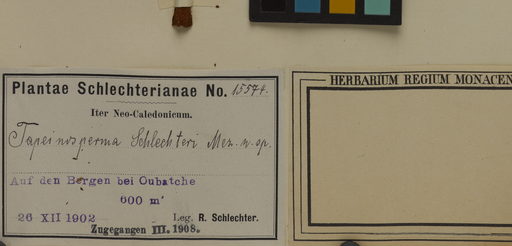 Plantae Schlechterianae No. 15574.
Iter Neo-Caledonicum.
Tapeinosperma Schlechteri Mez. n. sp.
Auf den Bergen bei Oubatche
600 m
26 XII 1902 Leg. R. Schlechter.
Zugegangen III. 1908.
HERBARIUM REGIUM MONACEN